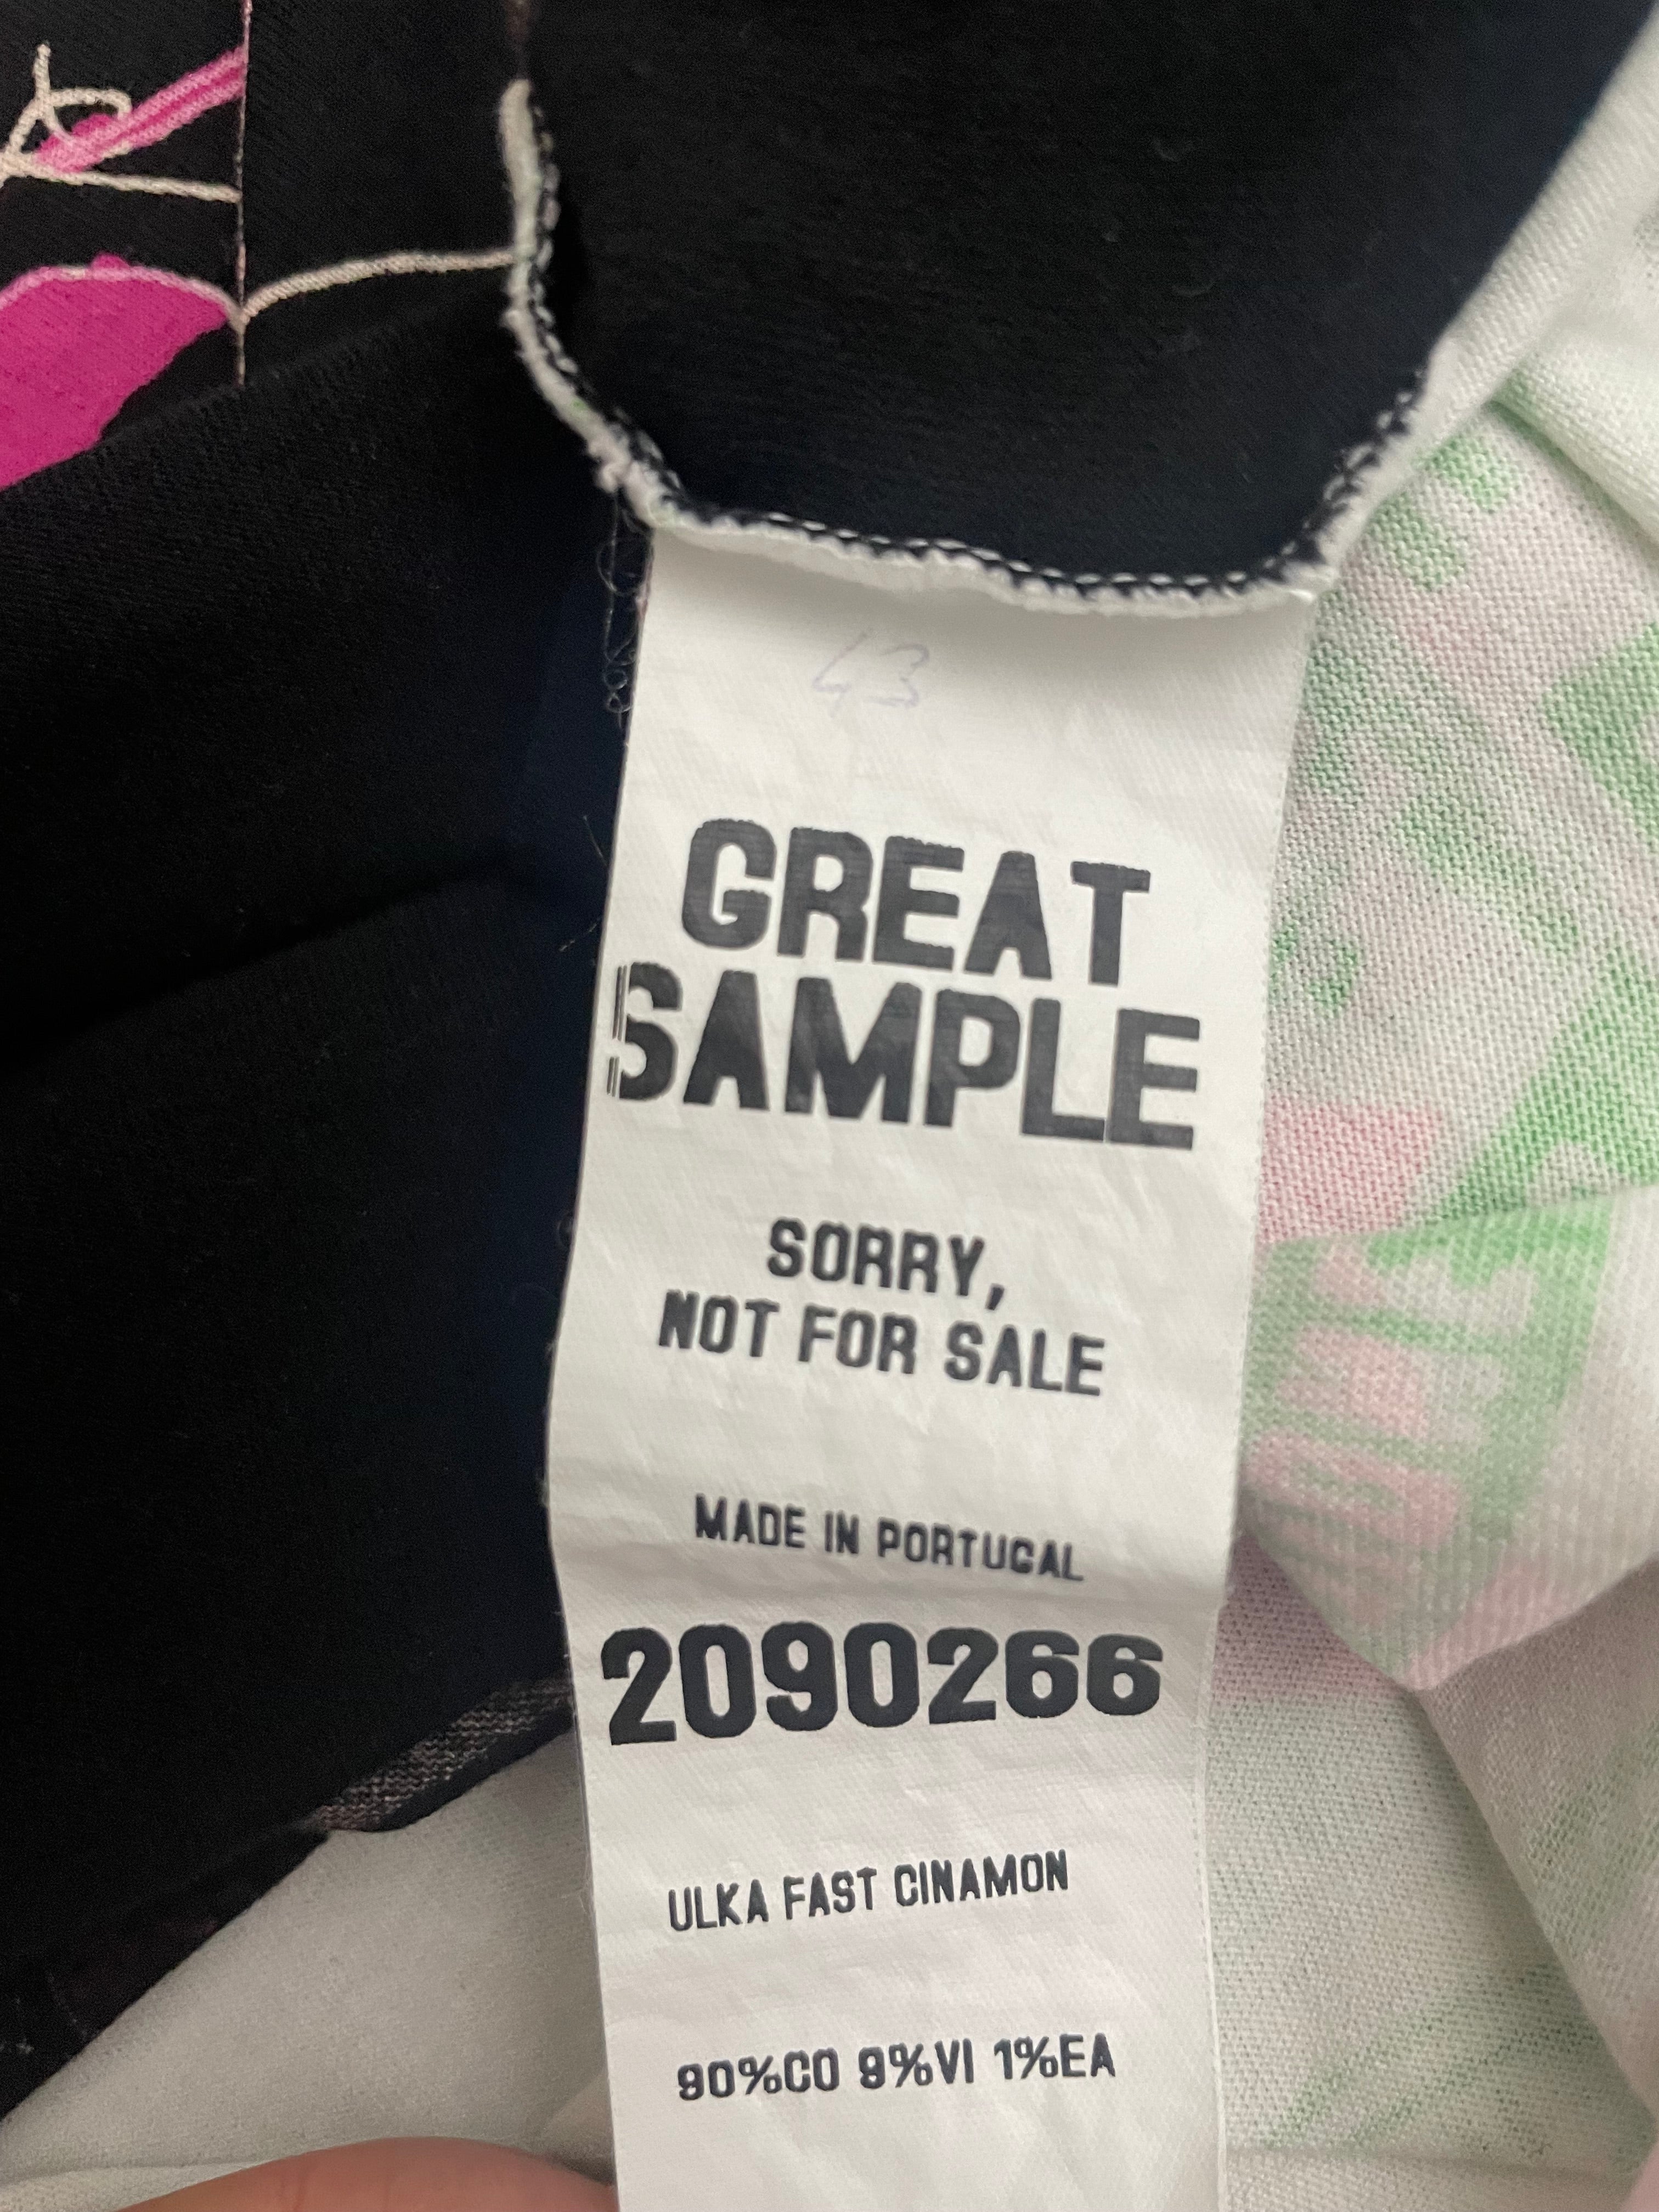 43
GREAT
SAMPLE
SORRY,
NOT FOR SALE
MADE IN PORTUGAL
2090266
ULKA FAST CINAMON
90%CO 9%VI 1%EA